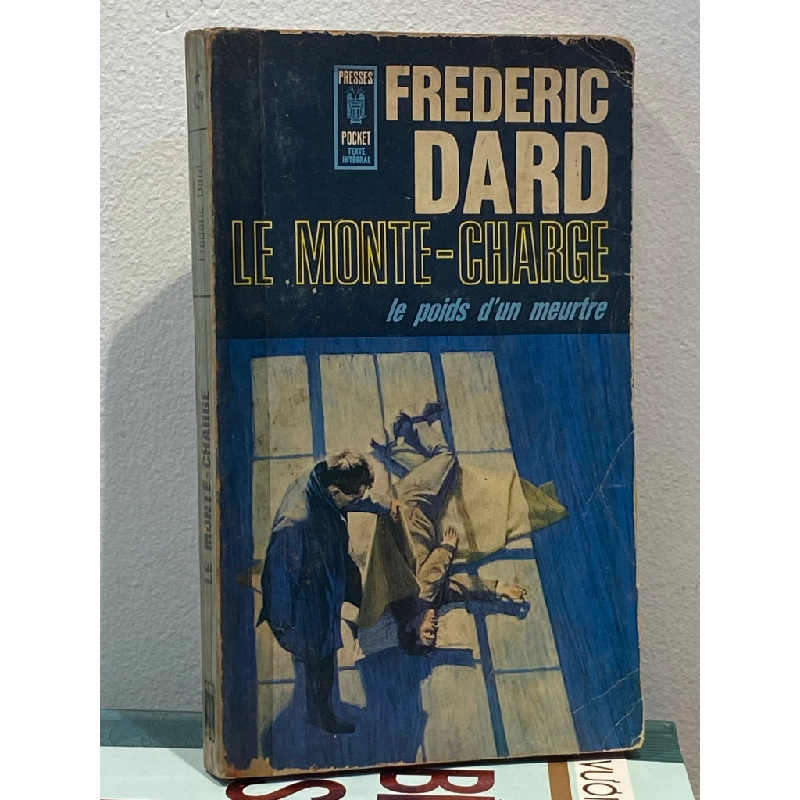 PRESSES
POCKET
TEXTE
INTÉGRAL
FREDERIC
DARD
LE MONTE-CHARGE
le poids d'un meurtre
Frédéric Dard
LE MONTE-CHARGE